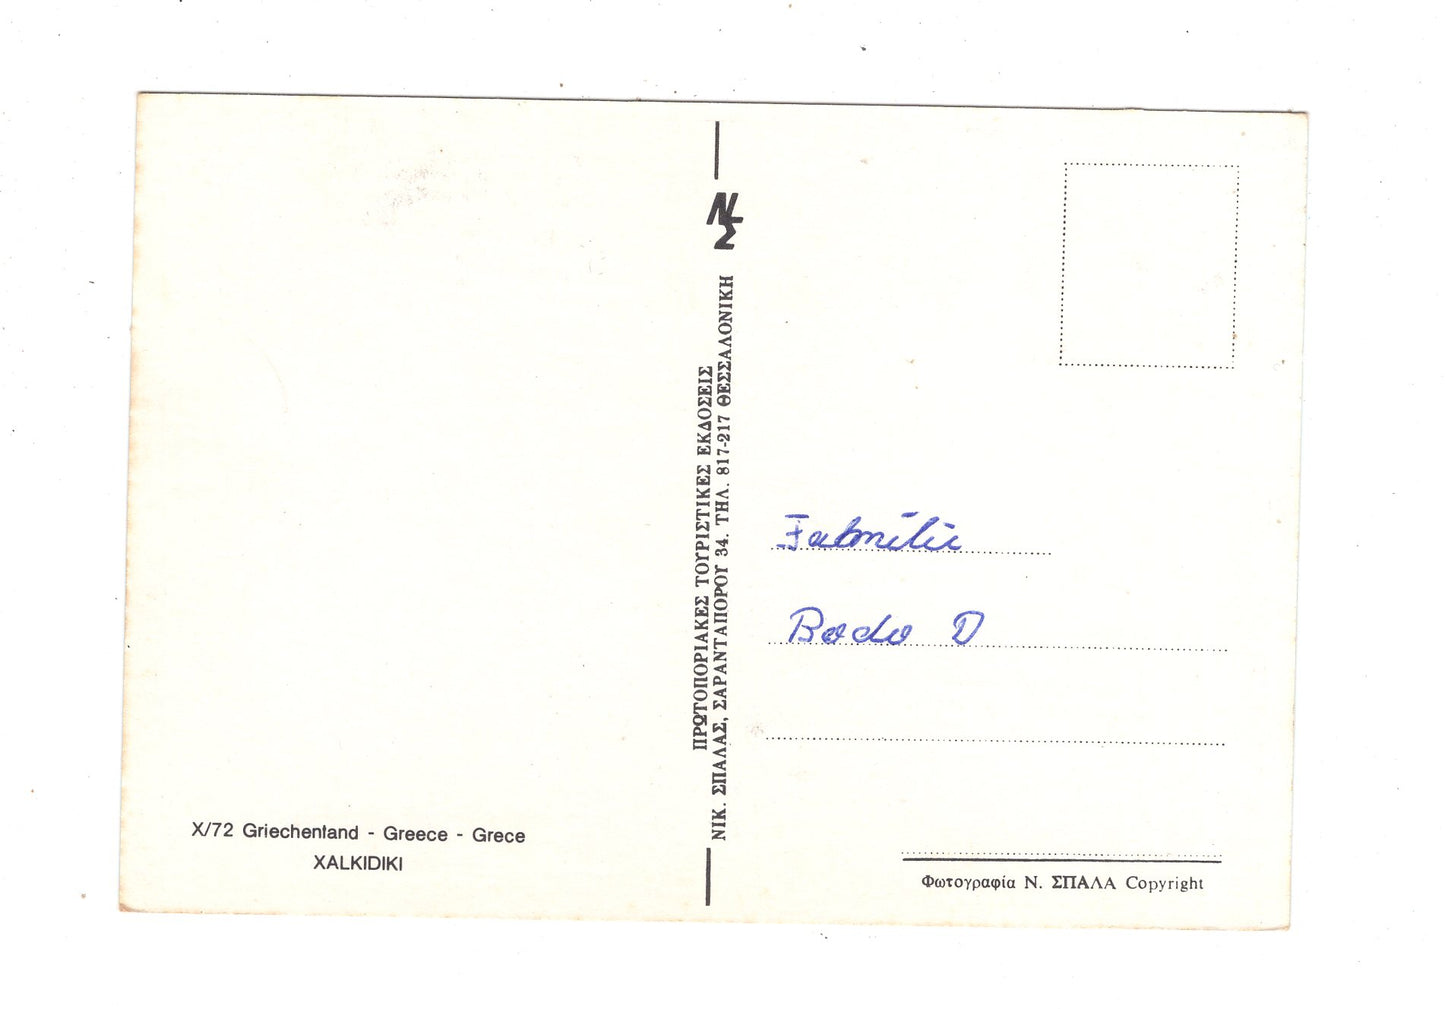 X/72 Griechenland - Greece - Grece
XALKIDIKI
ΝΣ
ΠΡΩΤΟΠΟΡΙΑΚΕΣ ΤΟΥΡΙΣΤΙΚΕΣ ΕΚΔΟΣΕΙΣ
ΝΙΚ. ΣΠΑΛΑΣ, ΣΑΡΑΝΤΑΠΟΡΟΥ 34. ΤΗΛ. 817-217 ΘΕΣΣΑΛΟΝΙΚΗ
Bodo D
Φωτογραφία Ν. ΣΠΑΛΑ Copyright